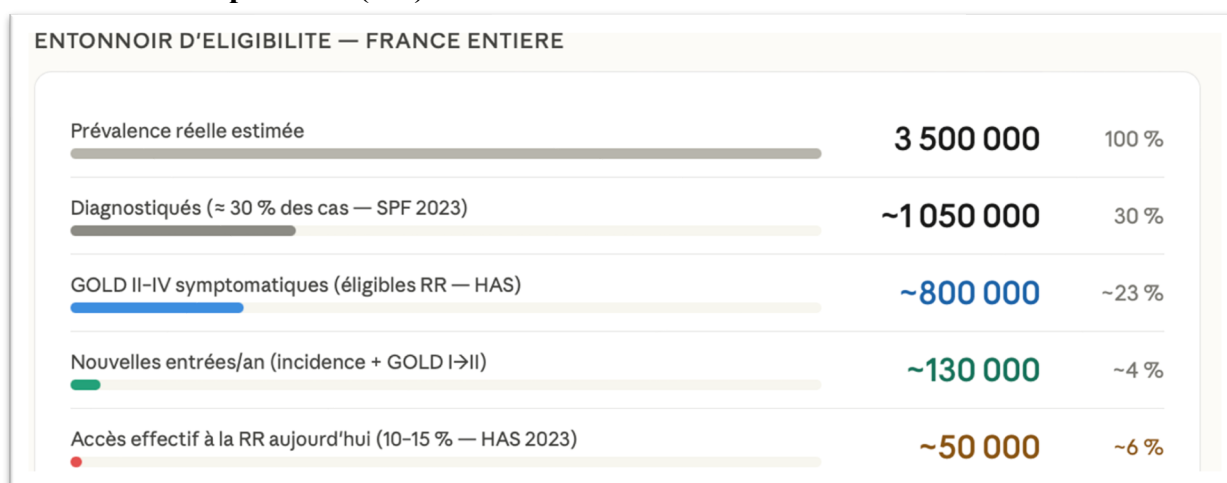 ENTONNOIR D'ELIGIBILITE — FRANCE ENTIERE
Prévalence réelle estimée 3 500 000 100 %
Diagnostiqués (≈ 30 % des cas — SPF 2023) ~1 050 000 30 %
GOLD II–IV symptomatiques (éligibles RR — HAS) ~800 000 ~23 %
Nouvelles entrées/an (incidence + GOLD I→II) ~130 000 ~4 %
Accès effectif à la RR aujourd'hui (10–15 % — HAS 2023) ~50 000 ~6 %